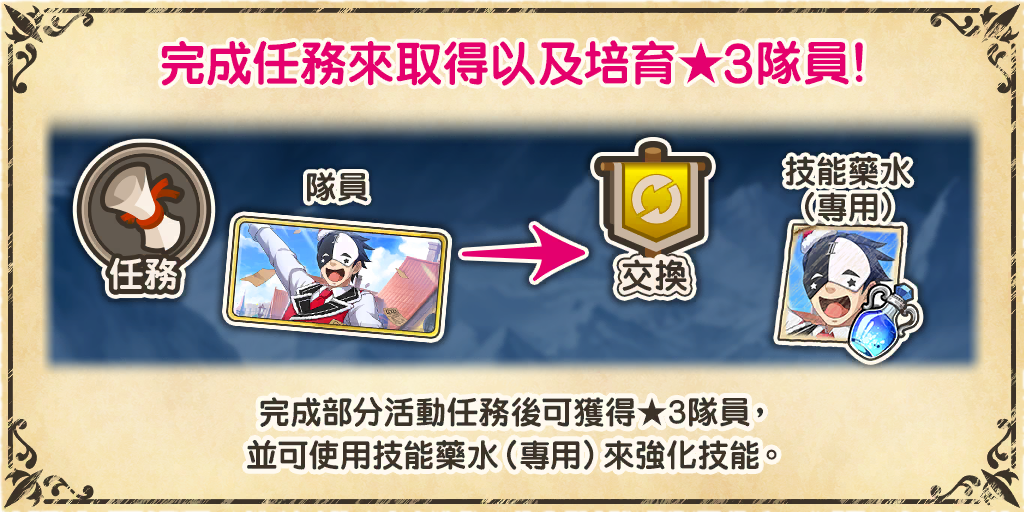 完成任務來取得以及培育★3隊員!
任務
隊員
交換
技能藥水
（專用）
完成部分活動任務後可獲得★3隊員，
並可使用技能藥水（專用）來強化技能。